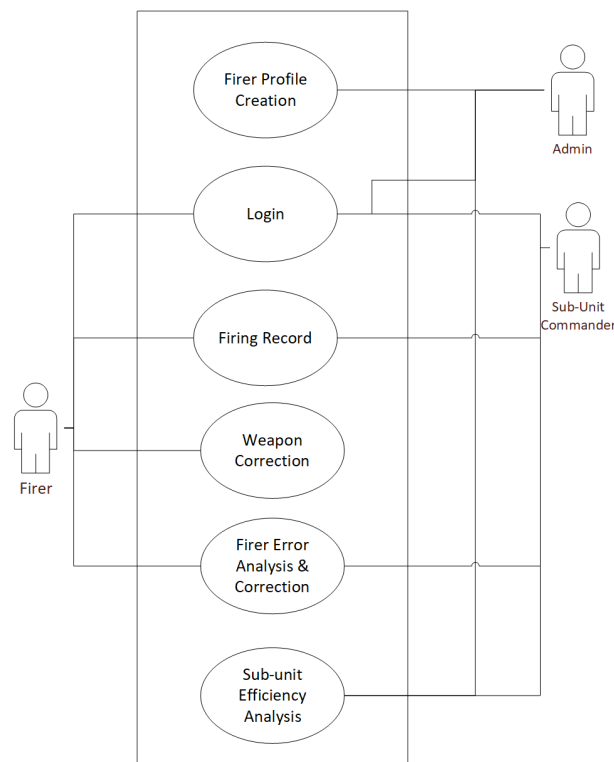 Firer Profile
Creation
Admin
Login
Sub-Unit
Commander
Firing Record
Weapon
Correction
Firer
Firer Error
Analysis &
Correction
Sub-unit
Efficiency
Analysis